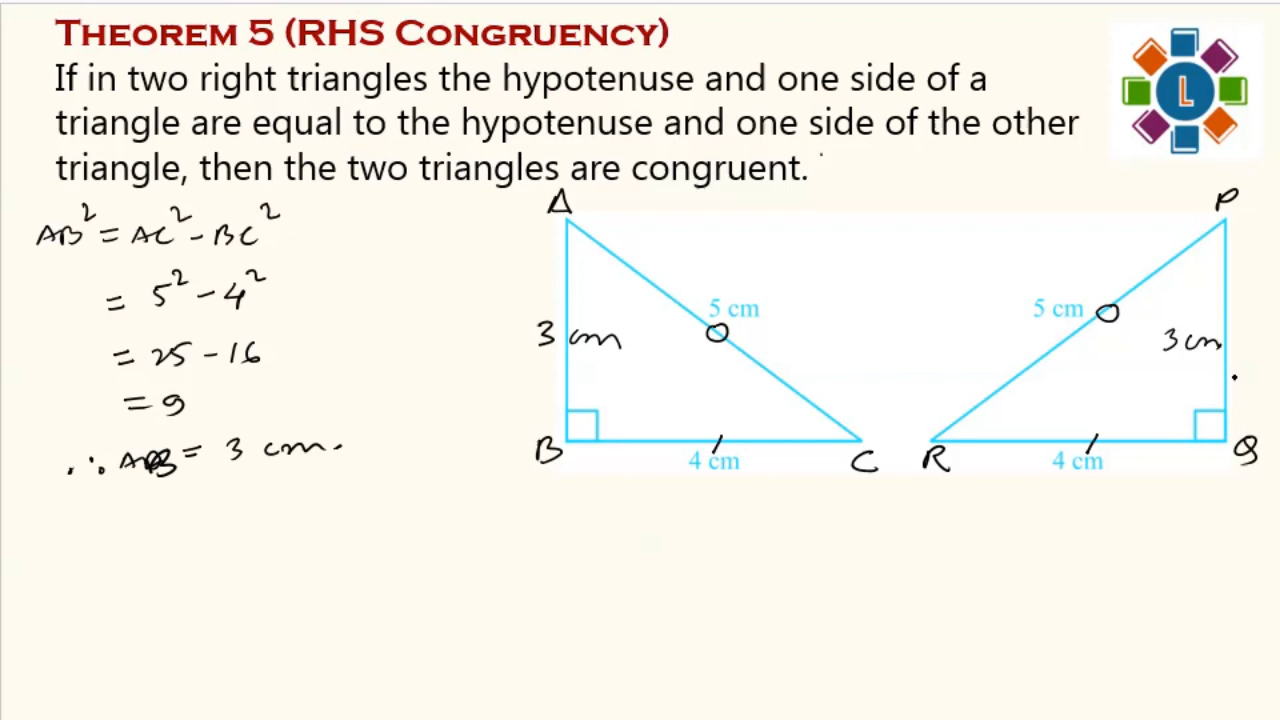 THEOREM 5 (RHS CONGRUENCY)
If in two right triangles the hypotenuse and one side of a
triangle are equal to the hypotenuse and one side of the other
triangle, then the two triangles are congruent.
L
AB² = AC² - BC²
= 5² - 4²
= 25 - 16
= 9
∴ AB = 3 cm.
A
5 cm
3 cm
B
4 cm
C
P
5 cm
3 cm
R
4 cm
Q